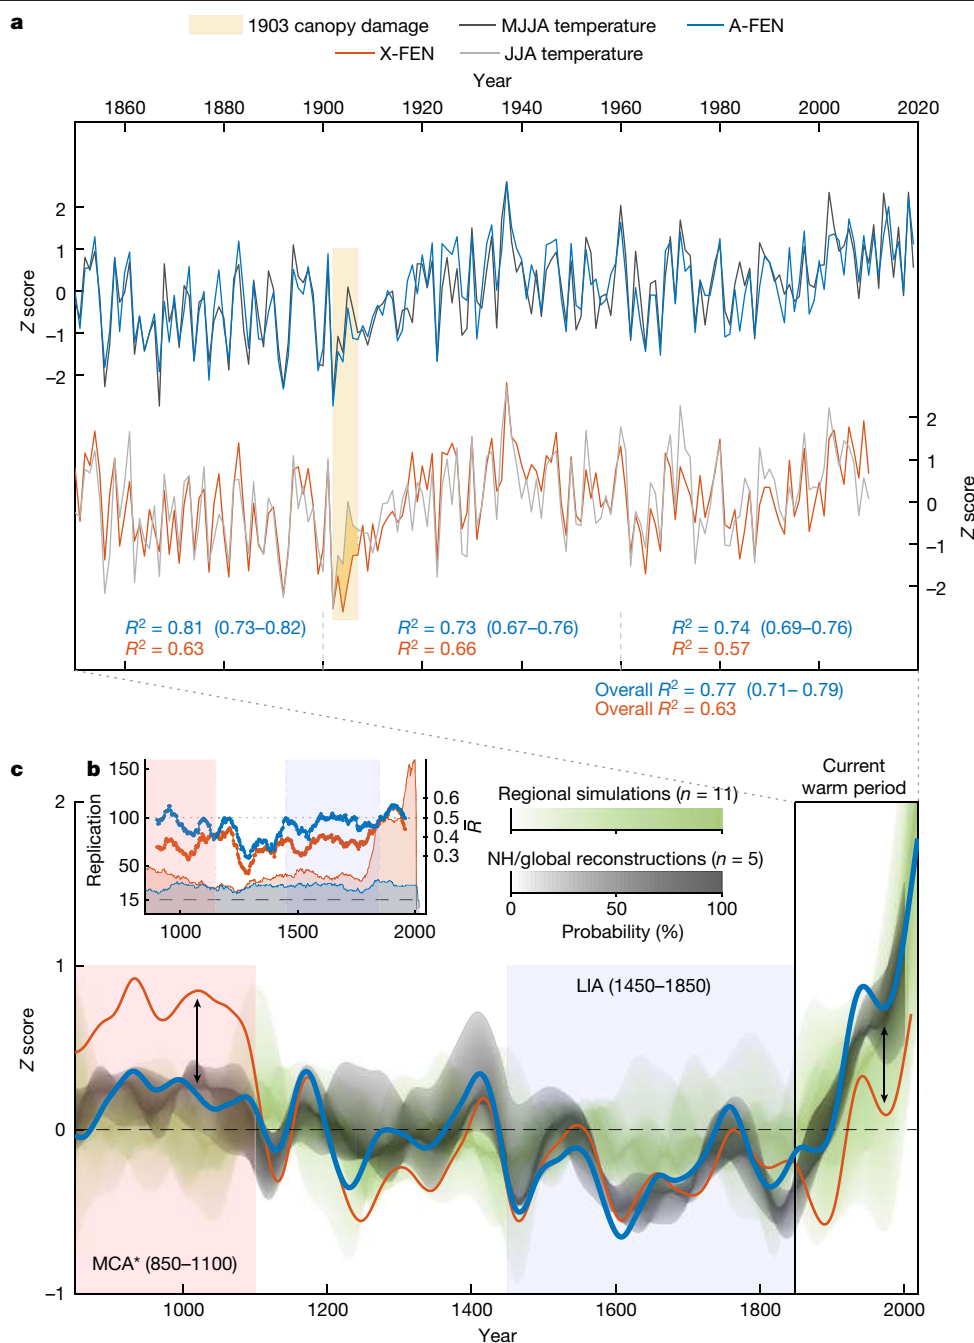 a
1903 canopy damage
MJJA temperature
A-FEN
X-FEN
JJA temperature
Year
1860 1880 1900 1920 1940 1960 1980 2000 2020
2
1
0
−1
−2
Z score
2
1
0
−1
−2
Z score
R² = 0.81 (0.73–0.82)
R² = 0.63
R² = 0.73 (0.67–0.76)
R² = 0.66
R² = 0.74 (0.69–0.76)
R² = 0.57
Overall R² = 0.77 (0.71– 0.79)
Overall R² = 0.63
c
b
150
100
50
15
Replication
0.6
0.5
0.4
0.3
R̅
1000 1500 2000
Regional simulations (n = 11)
NH/global reconstructions (n = 5)
0 50 100
Probability (%)
Current
warm period
2
1
0
−1
Z score
LIA (1450–1850)
MCA* (850–1100)
1000 1200 1400 1600 1800 2000
Year